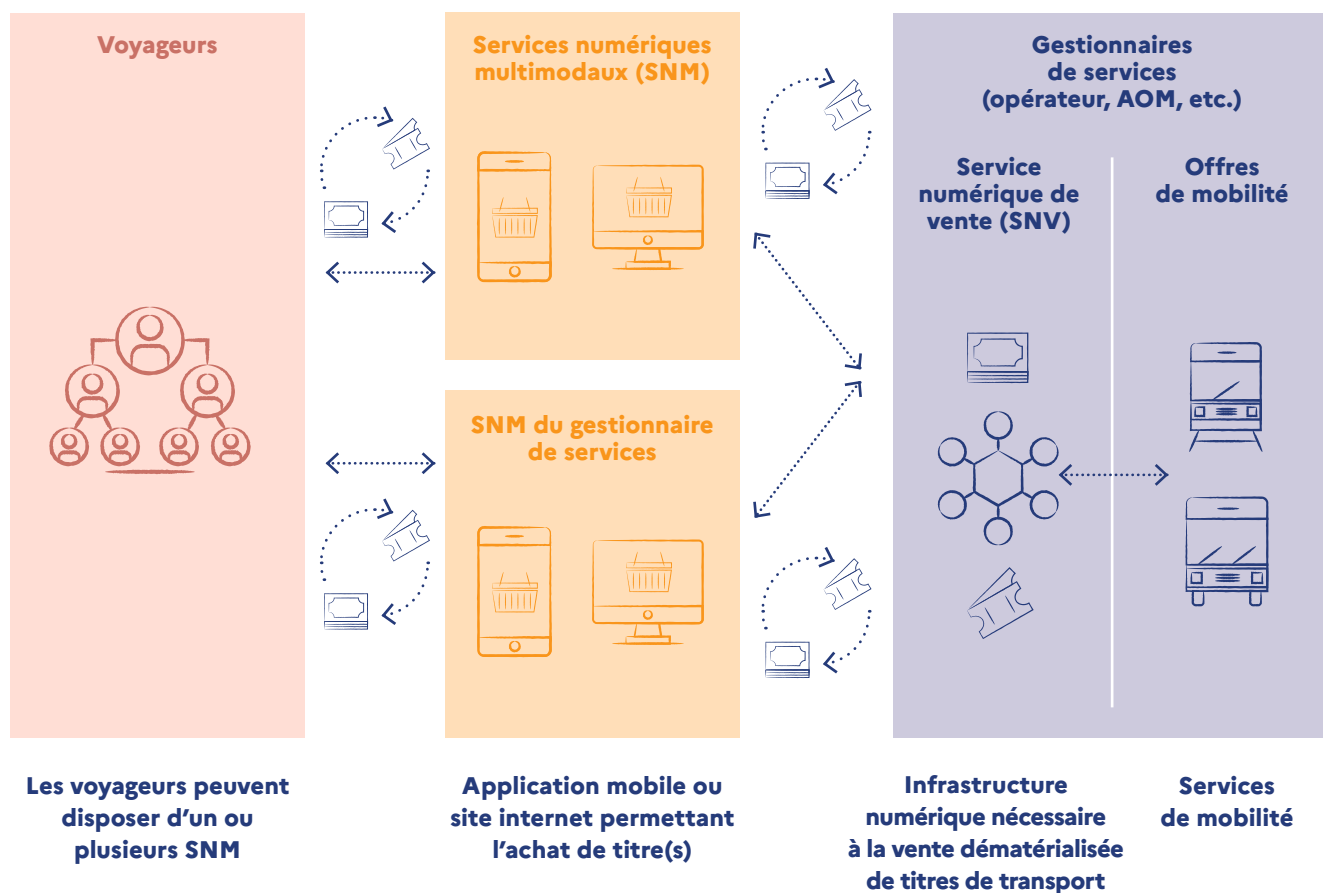 Voyageurs
Services numériques
multimodaux (SNM)
Gestionnaires
de services
(opérateur, AOM, etc.)
Service
numérique de
vente (SNV)
Offres
de mobilité
SNM du gestionnaire
de services
Les voyageurs peuvent
disposer d'un ou
plusieurs SNM
Application mobile ou
site internet permettant
l'achat de titre(s)
Infrastructure
numérique nécessaire
à la vente dématérialisée
de titres de transport
Services
de mobilité